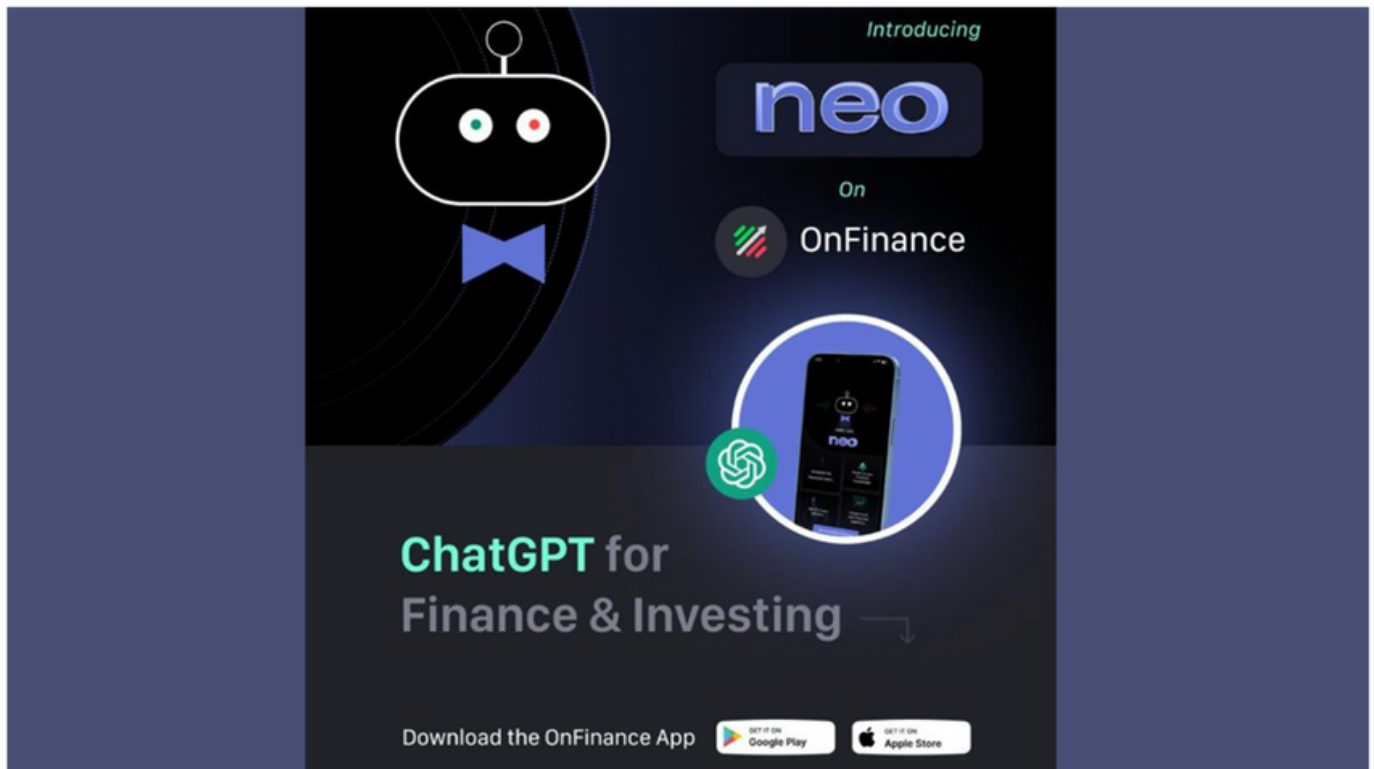 Introducing
neo
On
OnFinance
neo
ChatGPT for
Finance & Investing
Download the OnFinance App
GET IT ON
Google Play
GET IT ON
Apple Store